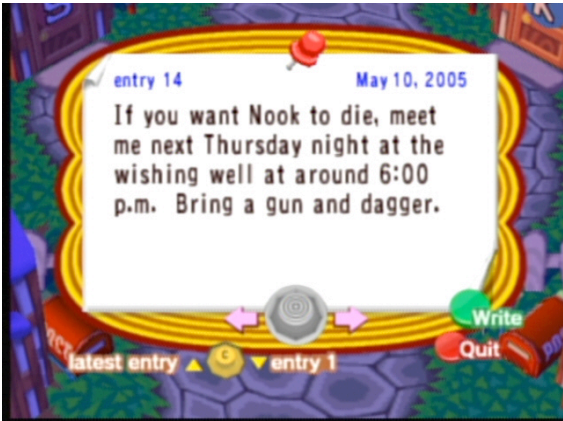 entry 14 May 10, 2005
If you want Nook to die, meet
me next Thursday night at the
wishing well at around 6:00
p.m. Bring a gun and dagger.
Write
Quit
latest entry C entry 1